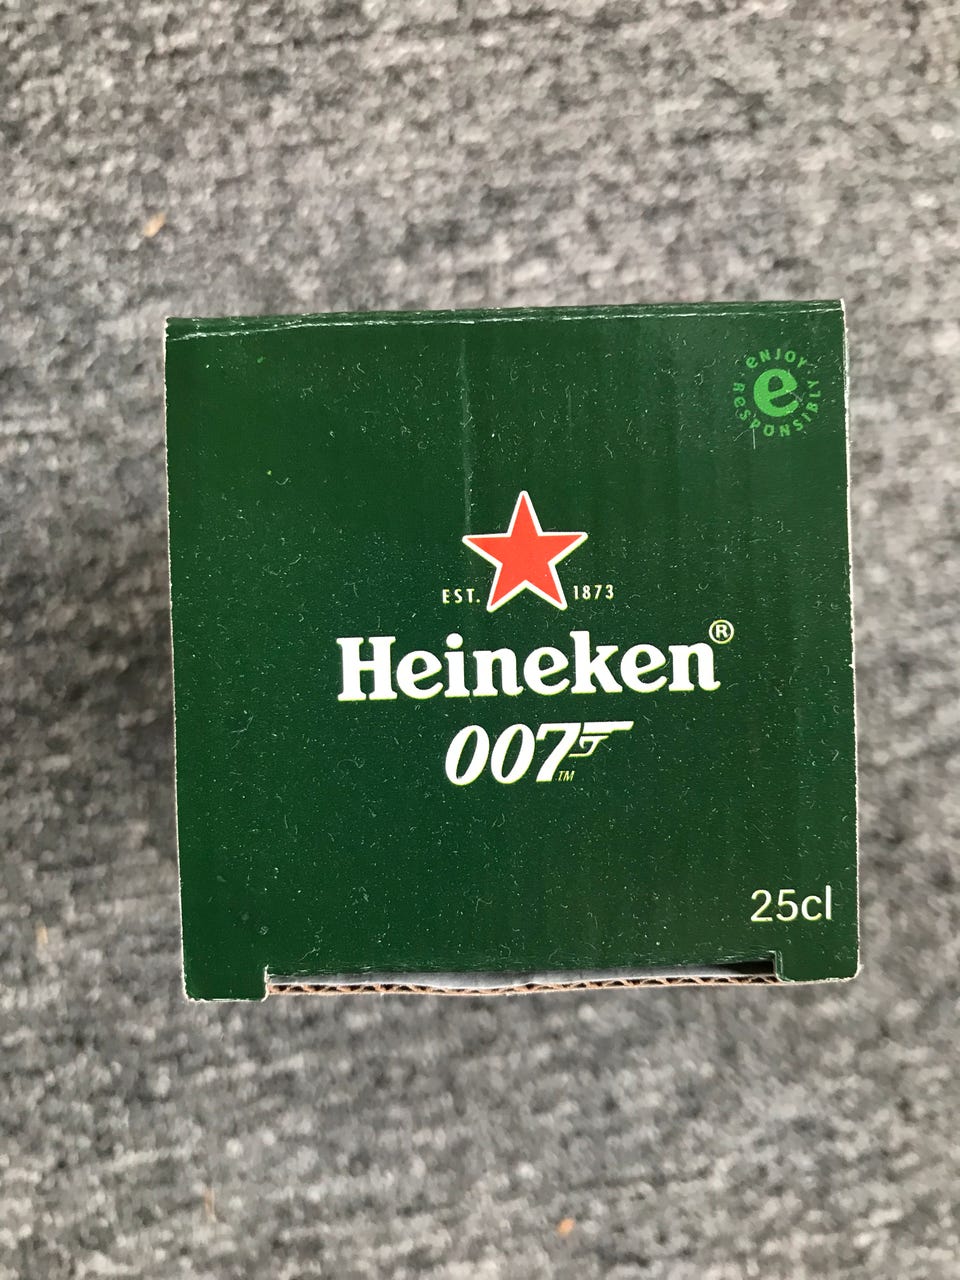 eNJOY ReSPONSIBLY
e
EST. 1873
Heineken®
007™
25cl